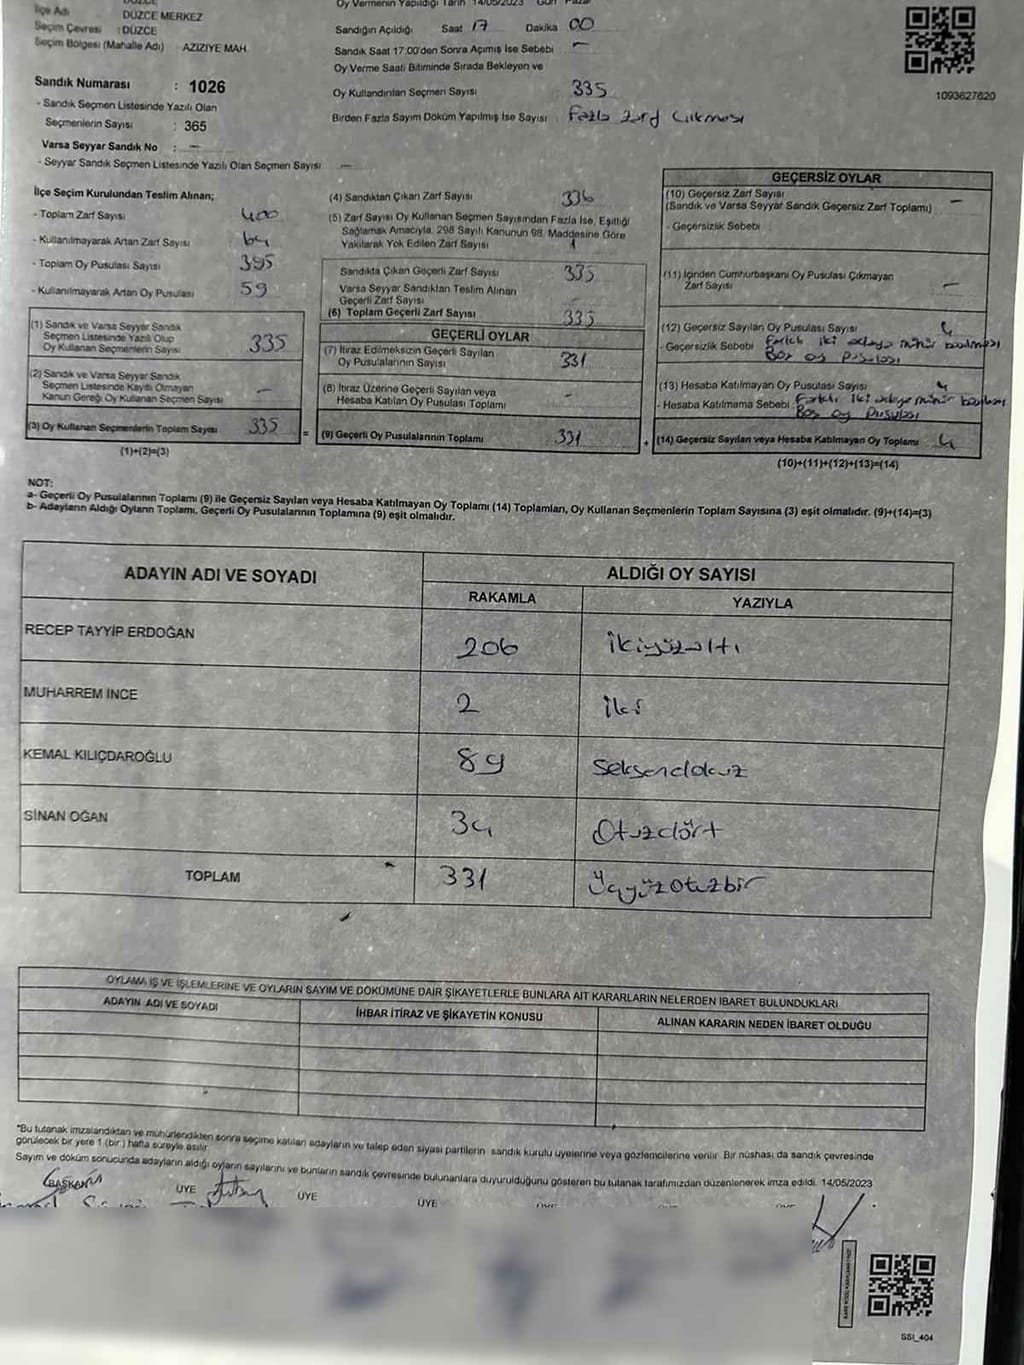 DÜZCE
Oy Vermenin Yapıldığı Tarih 14/05/2023 Gün Pazar
İlçe Adı DÜZCE MERKEZ
Seçim Çevresi : DÜZCE
Seçim Bölgesi (Mahalle Adı) AZIZIYE MAH.
Sandığın Açıldığı Saat 17 Dakika 00
Sandık Saat 17:00'den Sonra Açımış Ise Sebebi —
Oy Verme Saati Bitiminde Sırada Bekleyen ve
Oy Kullandırılan Seçmen Sayısı 335
Birden Fazla Sayım Döküm Yapılmış Ise Sayısı Fazla zarf çıkması
1093627620
Sandık Numarası : 1026
- Sandık Seçmen Listesinde Yazılı Olan
Seçmenlerin Sayısı : 365
Varsa Seyyar Sandık No : —
- Seyyar Sandık Seçmen Listesinde Yazılı Olan Seçmen Sayısı —
İlçe Seçim Kurulundan Teslim Alınan;
- Toplam Zarf Sayısı 400
- Kullanılmayarak Artan Zarf Sayısı 64
- Toplam Oy Pusulası Sayısı 395
- Kullanılmayarak Artan Oy Pusulası 59
(1) Sandık ve Varsa Seyyar Sandık
Seçmen Listesinde Yazılı Olup
Oy Kullanan Seçmenlerin Sayısı 335
(2) Sandık ve Varsa Seyyar Sandık
Seçmen Listesinde Kayıtlı Olmayan
Kanun Gereği Oy Kullanan Seçmen Sayısı —
(3) Oy Kullanan Seçmenlerin Toplam Sayısı 335
(1)+(2)=(3)
(4) Sandıktan Çıkan Zarf Sayısı 336
(5) Zarf Sayısı Oy Kullanan Seçmen Sayısından Fazla Ise, Eşitliği
Sağlamak Amacıyla, 298 Sayılı Kanunun 98. Maddesine Göre
Yakılarak Yok Edilen Zarf Sayısı 1
Sandıkta Çıkan Geçerli Zarf Sayısı 335
Varsa Seyyar Sandıktan Teslim Alınan
Geçerli Zarf Sayısı —
(6) Toplam Geçerli Zarf Sayısı 335
GEÇERLİ OYLAR
(7) İtiraz Edilmeksizin Geçerli Sayılan
Oy Pusulalarının Sayısı 331
(8) İtiraz Üzerine Geçerli Sayılan veya
Hesaba Katılan Oy Pusulası Toplamı -
= (9) Geçerli Oy Pusulalarının Toplamı 331
GEÇERSİZ OYLAR
(10) Geçersiz Zarf Sayısı
(Sandık ve Varsa Seyyar Sandık Geçersiz Zarf Toplamı) —
- Geçersizlik Sebebi
(11) İçinden Cumhurbaşkanı Oy Pusulası Çıkmayan
Zarf Sayısı —
(12) Geçersiz Sayılan Oy Pusulası Sayısı 4
- Geçersizlik Sebebi Farklı iki adaya mühür basılması
Boş oy pusulası
(13) Hesaba Katılmayan Oy Pusulası Sayısı 4
- Hesaba Katılmama Sebebi Farklı iki adaya mühür basılması
Boş oy pusulası
+ (14) Geçersiz Sayılan veya Hesaba Katılmayan Oy Toplamı 4
(10)+(11)+(12)+(13)=(14)
NOT:
a- Geçerli Oy Pusulalarının Toplamı (9) ile Geçersiz Sayılan veya Hesaba Katılmayan Oy Toplamı (14) Toplamları, Oy Kullanan Seçmenlerin Toplam Sayısına (3) eşit olmalıdır. (9)+(14)=(3)
b- Adayların Aldığı Oyların Toplamı, Geçerli Oy Pusulalarının Toplamına (9) eşit olmalıdır.
ADAYIN ADI VE SOYADI
ALDIĞI OY SAYISI
RAKAMLA YAZIYLA
RECEP TAYYİP ERDOĞAN 206 İkiyüzaltı
MUHARREM İNCE 2 İki
KEMAL KILIÇDAROĞLU 89 Seksendokuz
SİNAN OĞAN 34 Otuzdört
TOPLAM 331 Üçyüzotuzbir
OYLAMA İŞ VE İŞLEMLERİNE VE OYLARIN SAYIM VE DÖKÜMÜNE DAİR ŞİKAYETLERLE BUNLARA AİT KARARLARIN NELERDEN İBARET BULUNDUKLARI
ADAYIN ADI VE SOYADI İHBAR İTİRAZ VE ŞİKAYETİN KONUSU ALINAN KARARIN NEDEN İBARET OLDUĞU
*Bu tutanak imzalandıktan ve mühürlendikten sonra seçime katılan adayların ve talep eden siyasi partilerin sandık kurulu üyelerine veya gözlemcilerine verilir. Bir nüshası da sandık çevresinde
görülecek bir yere 1 (bir) hafta süreyle asılır.
Sayım ve döküm sonucunda adayların aldığı oyların sayılarını ve bunların sandık çevresinde bulunanlara duyurulduğunu gösteren bu tutanak tarafımızdan düzenlenerek imza edildi. 14/05/2023
BAŞKAN ÜYE ÜYE ÜYE
SSI_404